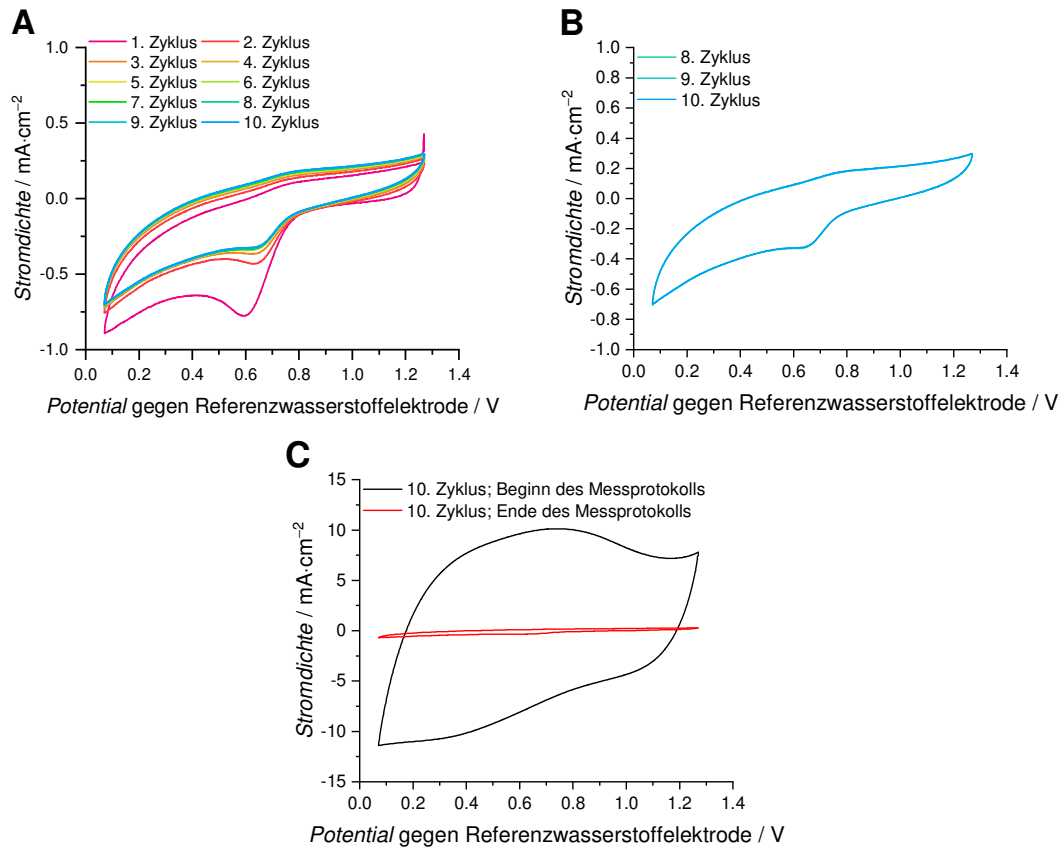 A
1. Zyklus 2. Zyklus
3. Zyklus 4. Zyklus
5. Zyklus 6. Zyklus
7. Zyklus 8. Zyklus
9. Zyklus 10. Zyklus
1.0
0.5
0.0
-0.5
-1.0
Stromdichte / mA·cm⁻²
0.0 0.2 0.4 0.6 0.8 1.0 1.2 1.4
Potential gegen Referenzwasserstoffelektrode / V
B
8. Zyklus
9. Zyklus
10. Zyklus
1.0
0.8
0.6
0.4
0.2
0.0
-0.2
-0.4
-0.6
-0.8
-1.0
Stromdichte / mA·cm⁻²
0.0 0.2 0.4 0.6 0.8 1.0 1.2 1.4
Potential gegen Referenzwasserstoffelektrode / V
C
10. Zyklus; Beginn des Messprotokolls
10. Zyklus; Ende des Messprotokolls
15
10
5
0
-5
-10
-15
Stromdichte / mA·cm⁻²
0.0 0.2 0.4 0.6 0.8 1.0 1.2 1.4
Potential gegen Referenzwasserstoffelektrode / V